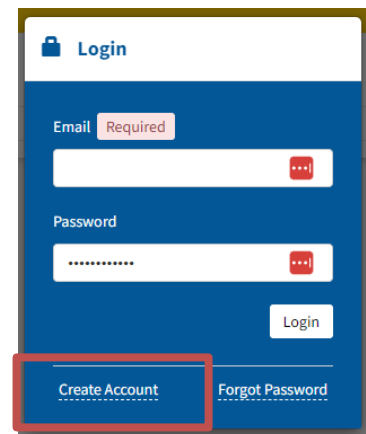 Login
Email Required
Password
••••••••••••
Login
Create Account Forgot Password